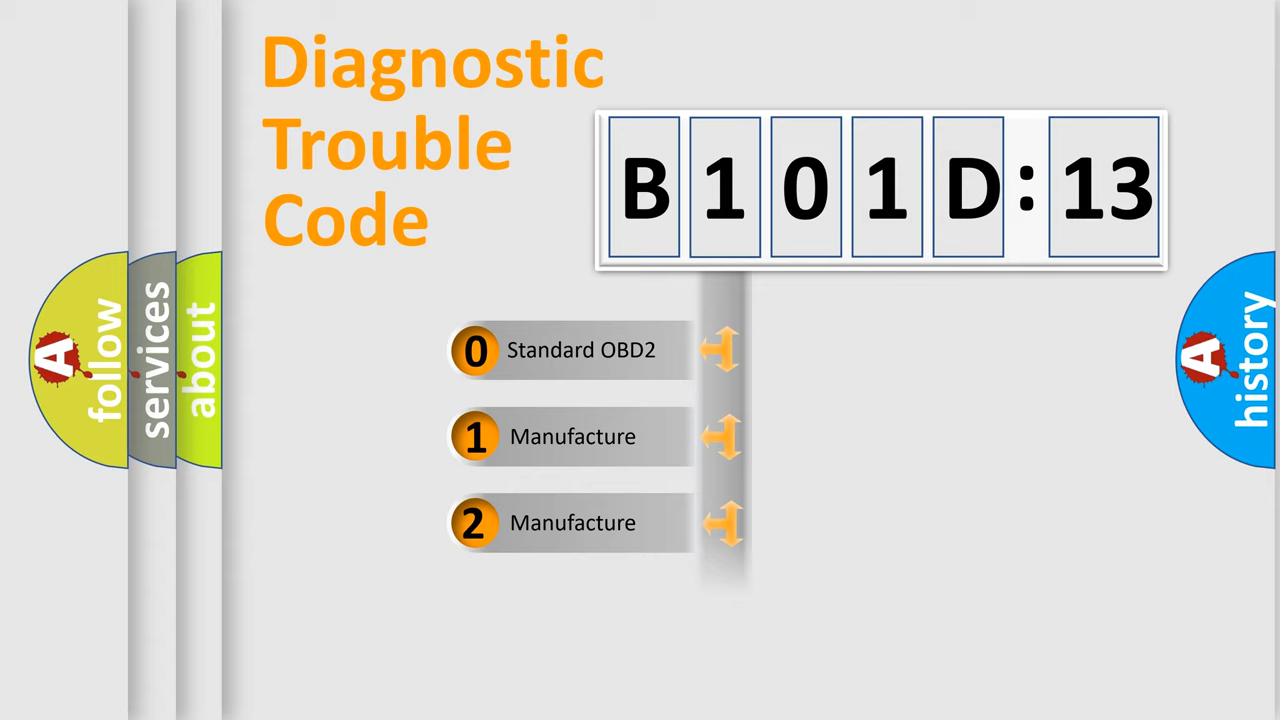 Diagnostic
Trouble
Code
B 1 0 1 D : 13
0 Standard OBD2
1 Manufacture
2 Manufacture
A follow
services
about
A history